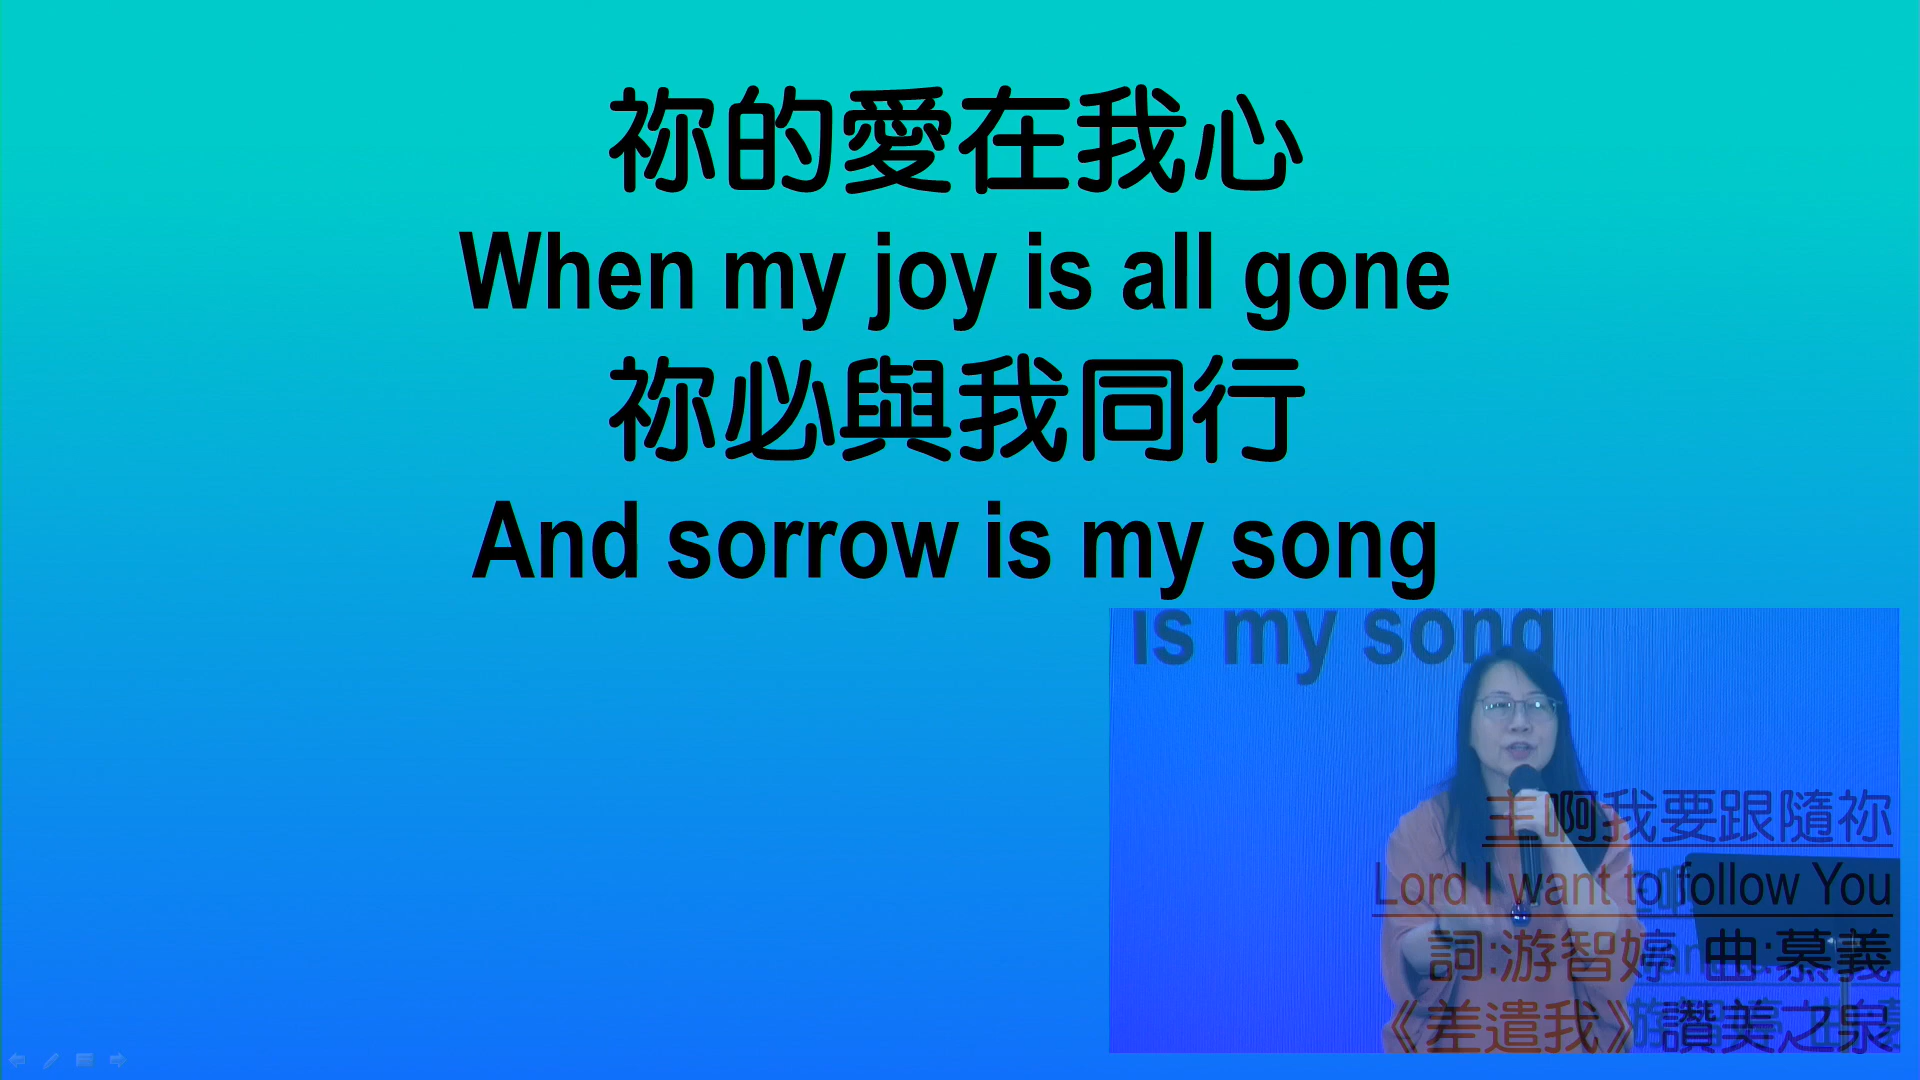 祢的愛在我心
When my joy is all gone
祢必與我同行
And sorrow is my song
is my song
主啊我要跟隨祢
Lord I want to follow You
詞:游智婷 曲:慕義
《差遣我》讚美之泉